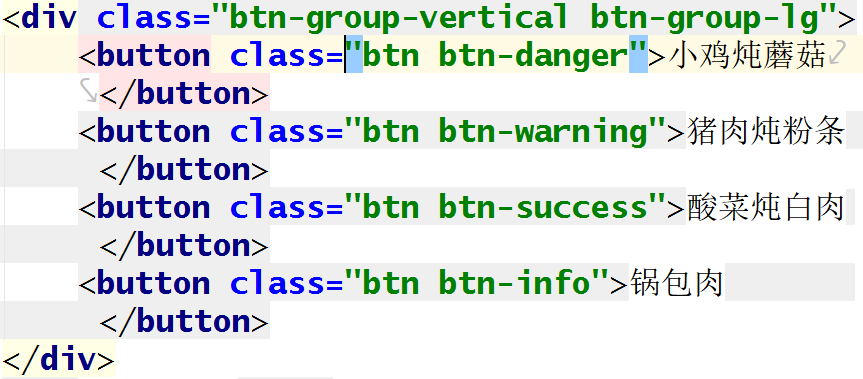 <div class="btn-group-vertical btn-group-lg">
<button class="btn btn-danger">小鸡炖蘑菇
</button>
<button class="btn btn-warning">猪肉炖粉条
</button>
<button class="btn btn-success">酸菜炖白肉
</button>
<button class="btn btn-info">锅包肉
</button>
</div>